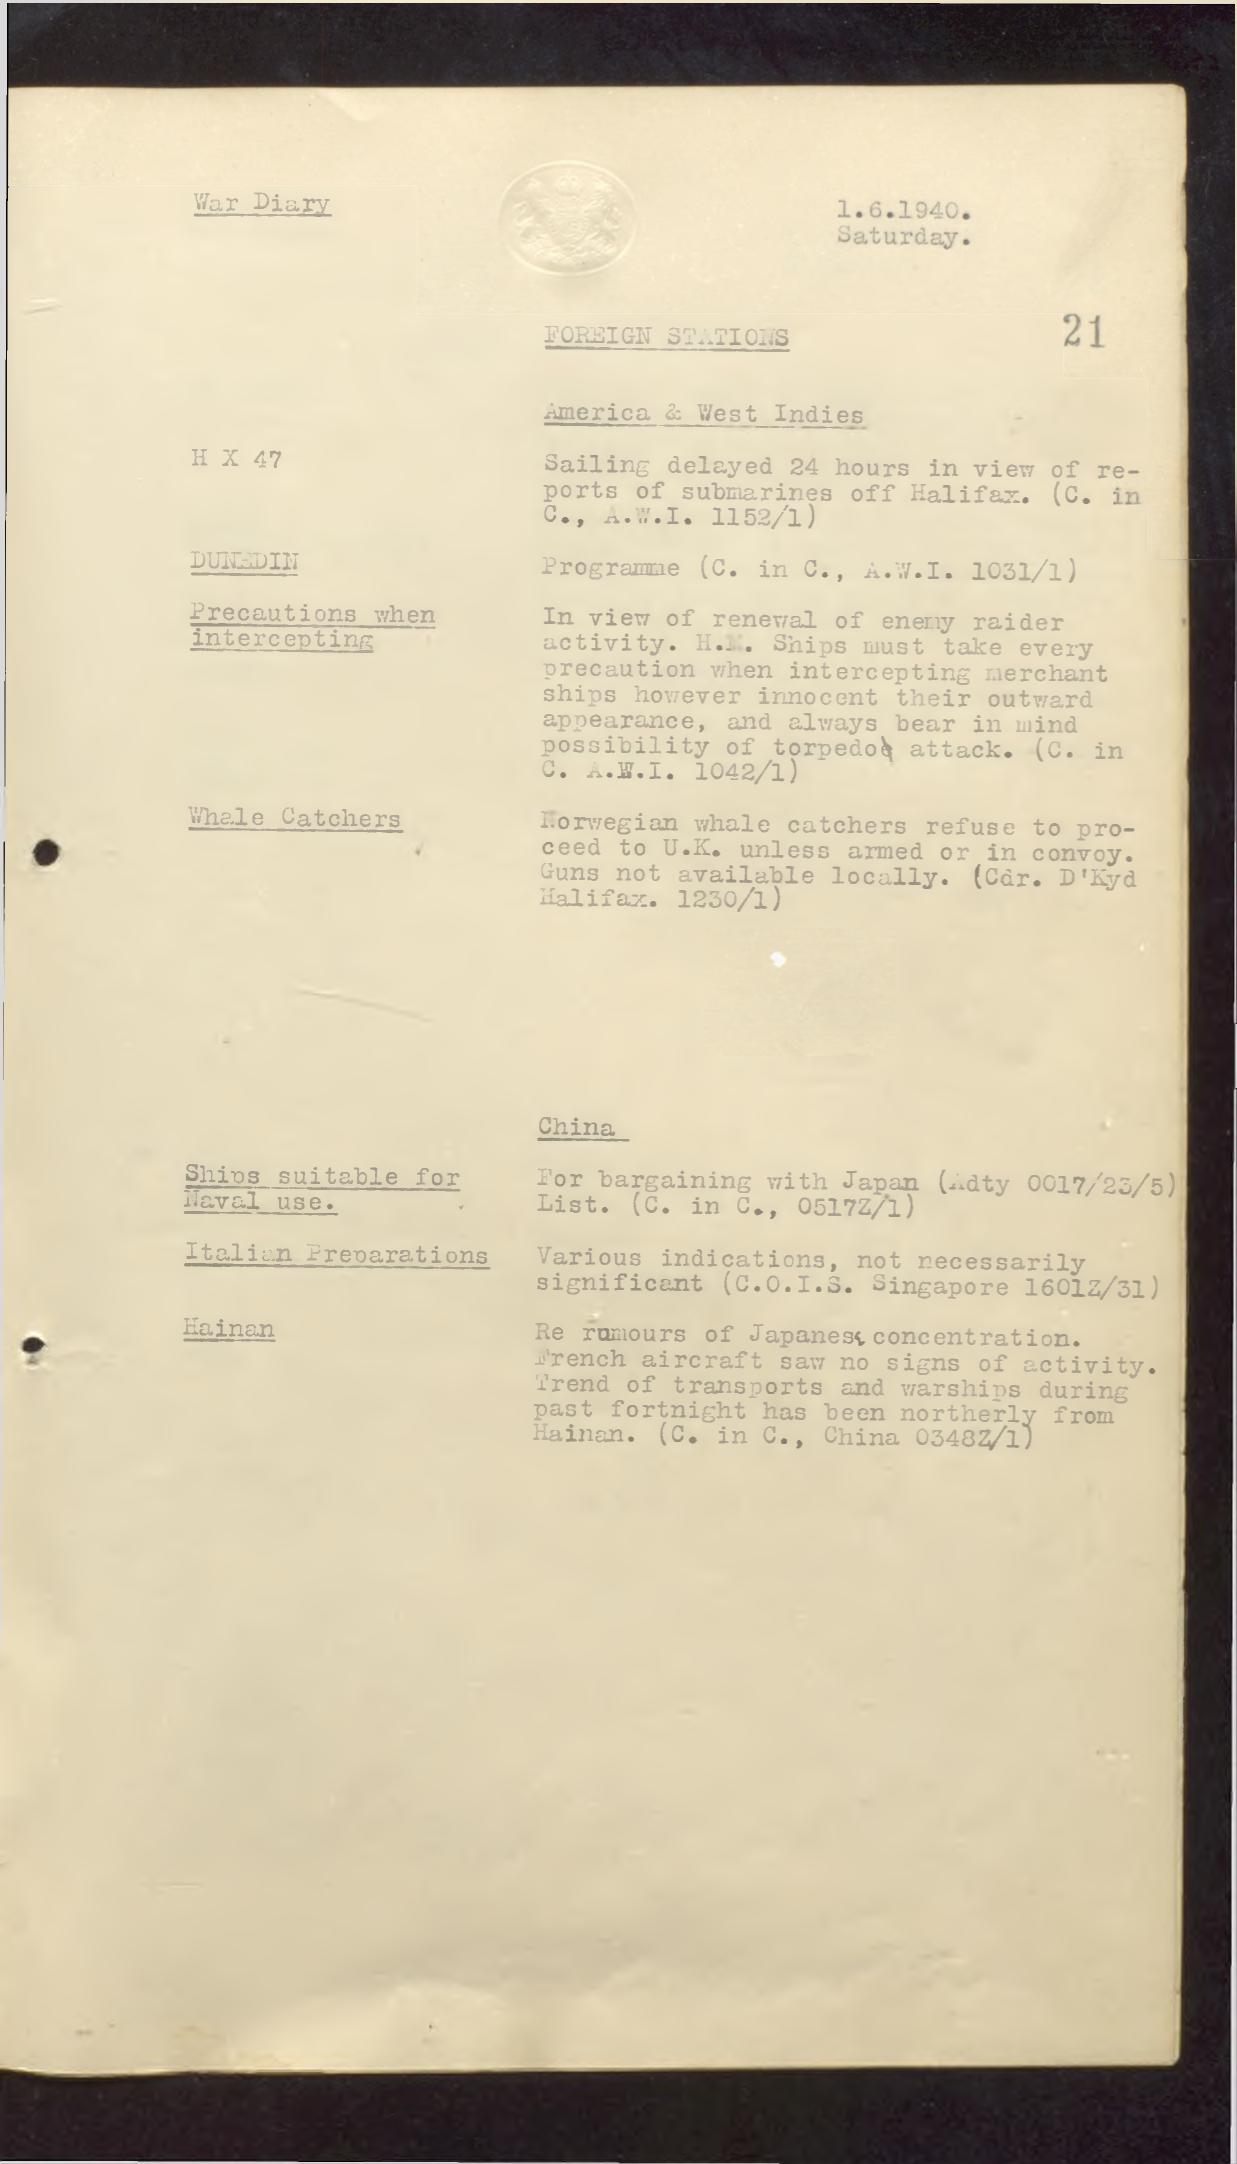 War Diary
1.6.1940.
Saturday.
21
FOREIGN STATIONS
America & West Indies
H X 47
Sailing delayed 24 hours in view of re-
ports of submarines off Halifax. (C. in
C., A.W.I. 1152/1)
DUNEDIN
Programme (C. in C., A.W.I. 1031/1)
Precautions when
intercepting
In view of renewal of enemy raider
activity. H.M. Ships must take every
precaution when intercepting merchant
ships however innocent their outward
appearance, and always bear in mind
possibility of torpedo attack. (C. in
C. A.W.I. 1042/1)
Whale Catchers
Norwegian whale catchers refuse to pro-
ceed to U.K. unless armed or in convoy.
Guns not available locally. (Cdr. D'Kyd
Halifax. 1230/1)
China
Ships suitable for
Naval use.
For bargaining with Japan (Adty 0017/23/5)
List. (C. in C., 0517Z/1)
Italian Preparations
Various indications, not necessarily
significant (C.O.I.S. Singapore 1601Z/31)
Hainan
Re rumours of Japanese concentration.
French aircraft saw no signs of activity.
Trend of transports and warships during
past fortnight has been northerly from
Hainan. (C. in C., China 0348Z/1)